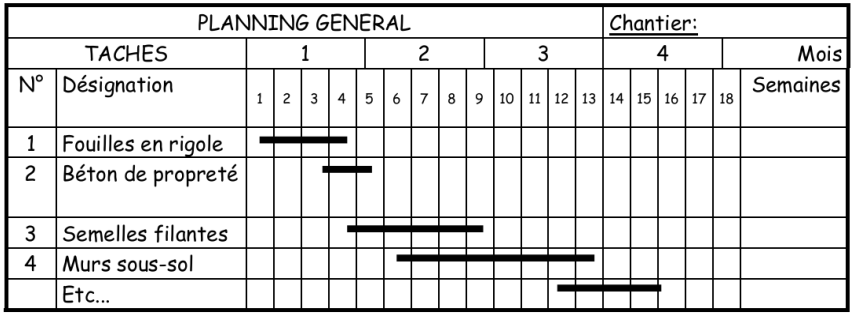 PLANNING GENERAL Chantier:
TACHES 1 2 3 4 Mois
N° Désignation 1 2 3 4 5 6 7 8 9 10 11 12 13 14 15 16 17 18 Semaines
1 Fouilles en rigole
2 Béton de propreté
3 Semelles filantes
4 Murs sous-sol
Etc...